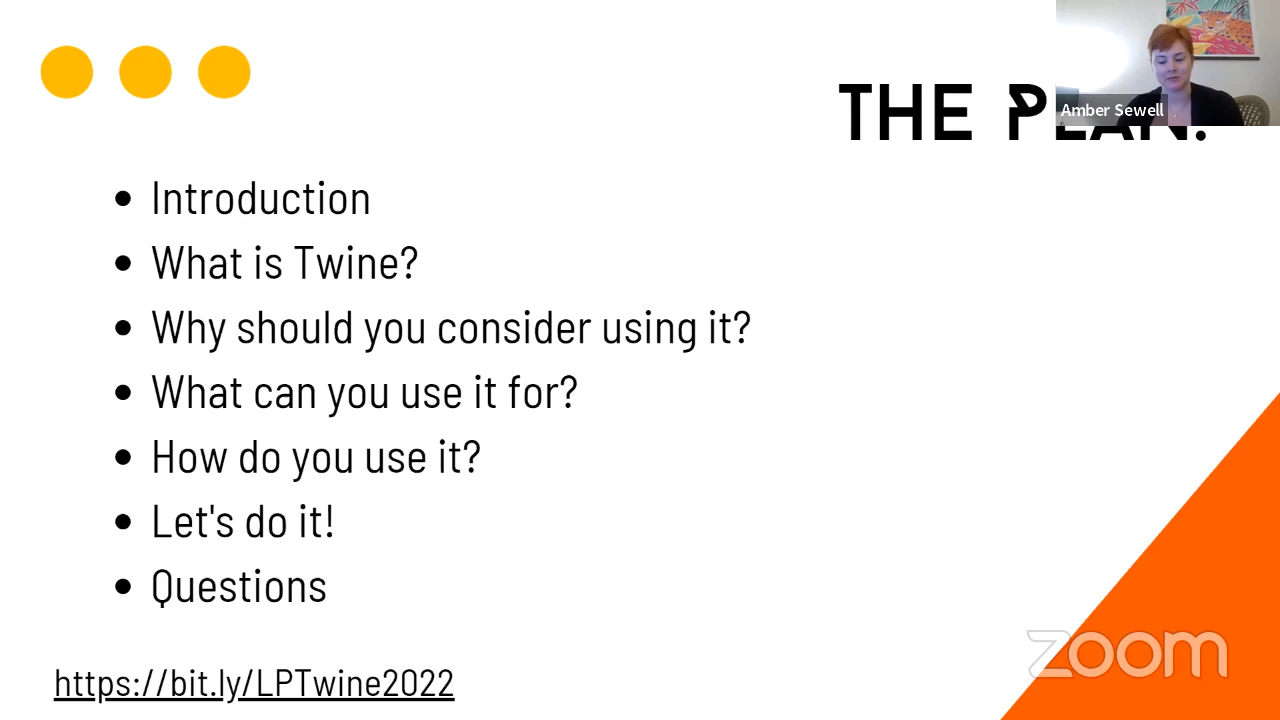 THE PLAN:
Amber Sewell
Introduction
What is Twine?
Why should you consider using it?
What can you use it for?
How do you use it?
Let's do it!
Questions
https://bit.ly/LPTwine2022
zoom